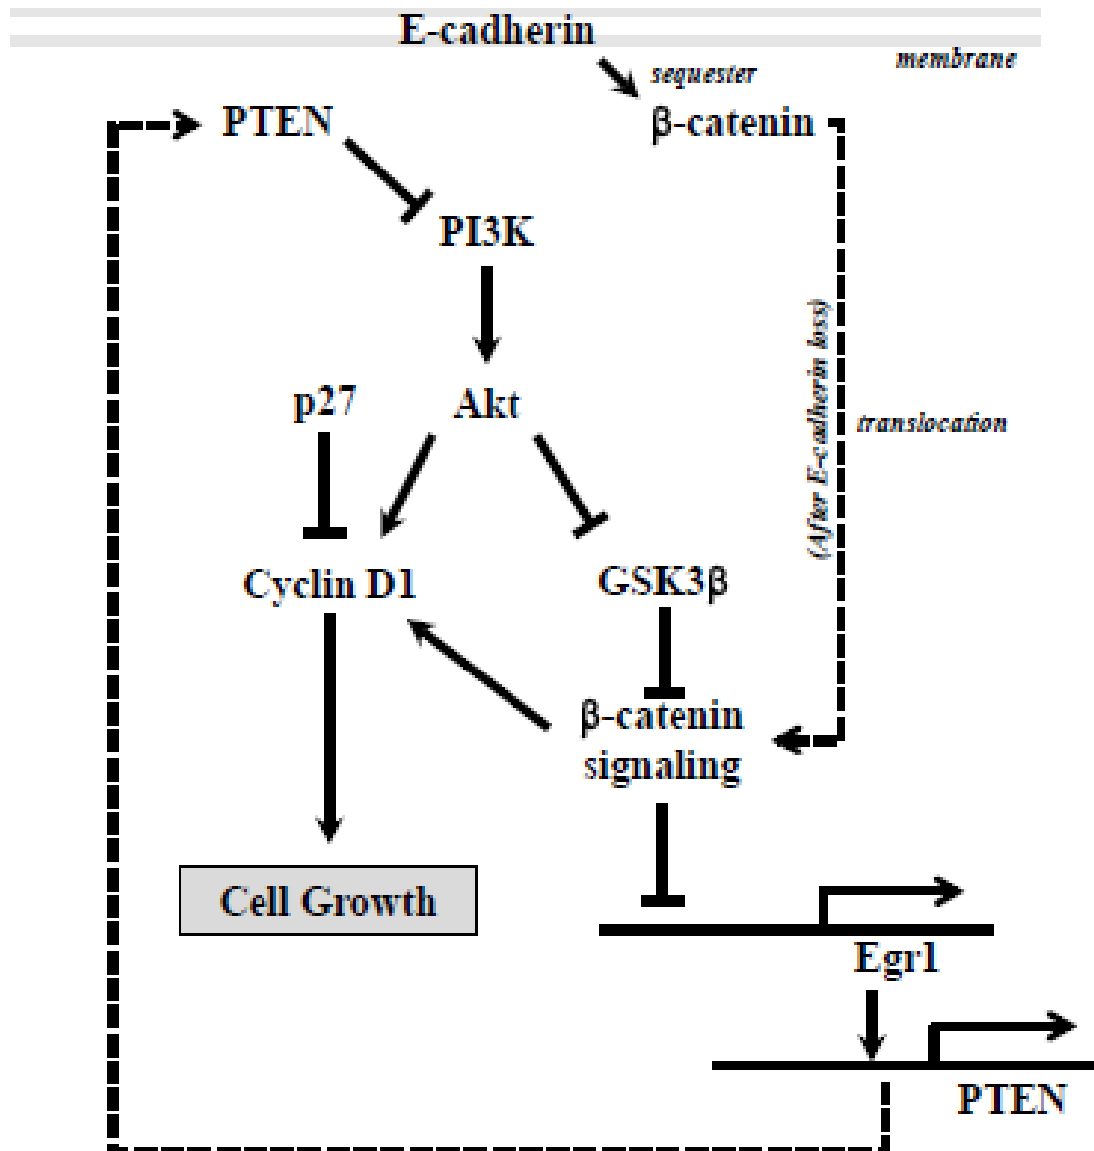 E-cadherin
membrane
sequester
PTEN
β-catenin
PI3K
(After E-cadherin loss)
translocation
p27
Akt
Cyclin D1
GSK3β
β-catenin
signaling
Cell Growth
Egr1
PTEN